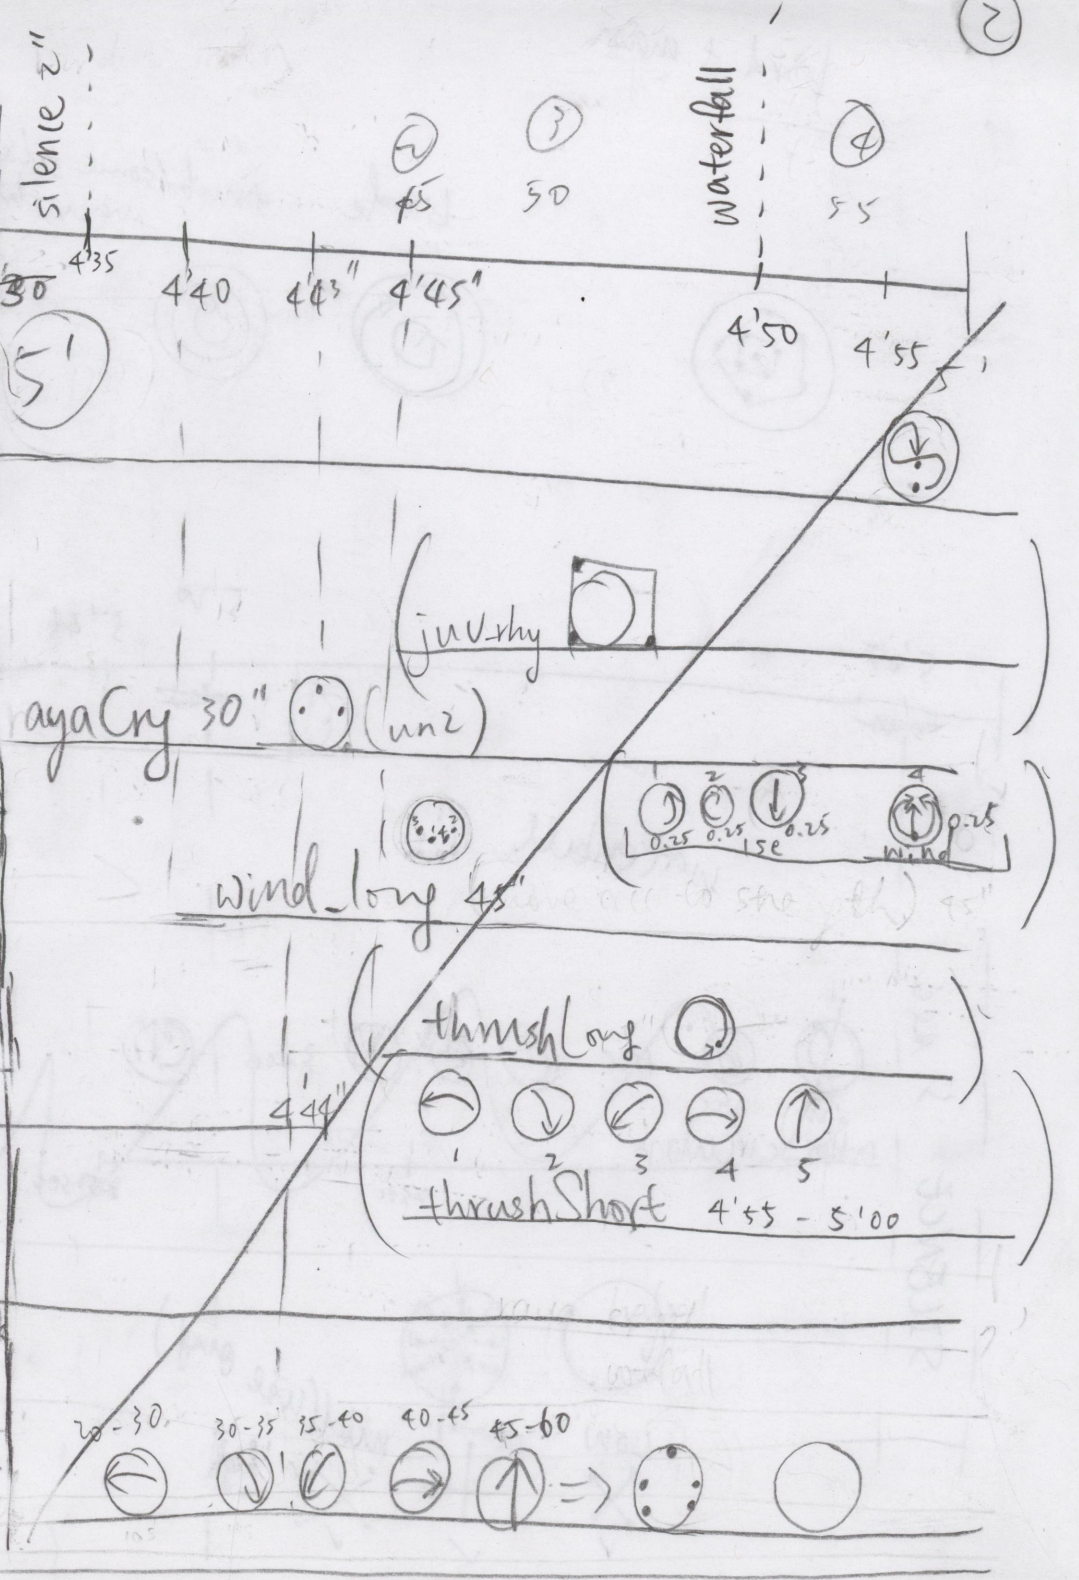 2
silence 2"
waterfall
2 3 4
45 50 55
30 4'35 4'40 4'43" 4'45" 4'50 4'55 5'
5'
juv_rhy
ayaCry 30" (un2)
1 2 3 4
0.25 0.25 0.25 0.25
wind
wind_long 45"
thrushLong
4'44"
1 2 3 4 5
thrushShort 4'55 - 5'00
20-30 30-35 35-40 40-45 45-60
=>